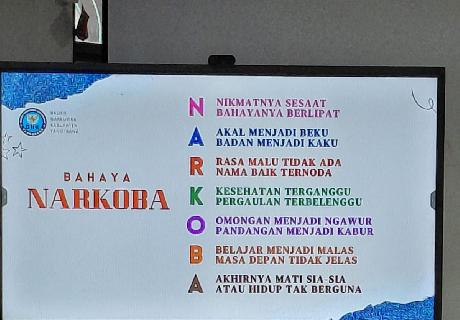 BAHAYA
NARKOBA
N NIKMATNYA SESAAT
BAHAYANYA BERLIPAT
A AKAL MENJADI BEKU
BADAN MENJADI KAKU
R RASA MALU TIDAK ADA
NAMA BAIK TERNODA
K KESEHATAN TERGANGGU
PERGAULAN TERBELENGGU
O OMONGAN MENJADI NGAWUR
PANDANGAN MENJADI KABUR
B BELAJAR MENJADI MALAS
MASA DEPAN TIDAK JELAS
A AKHIRNYA MATI SIA-SIA
ATAU HIDUP TAK BERGUNA